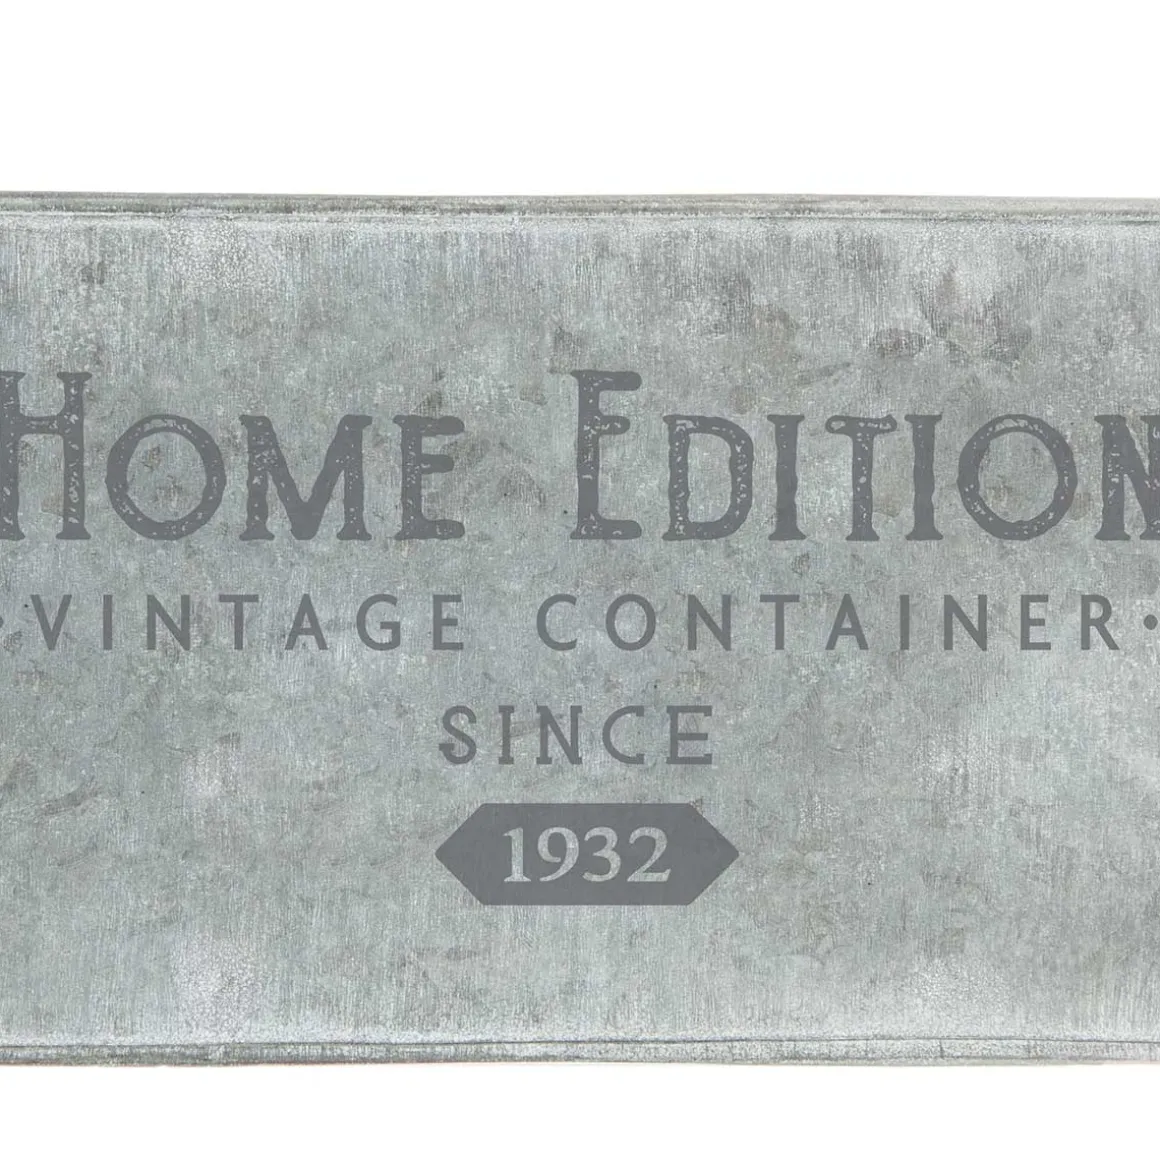 HOME EDITION
·VINTAGE CONTAINER·
SINCE
1932